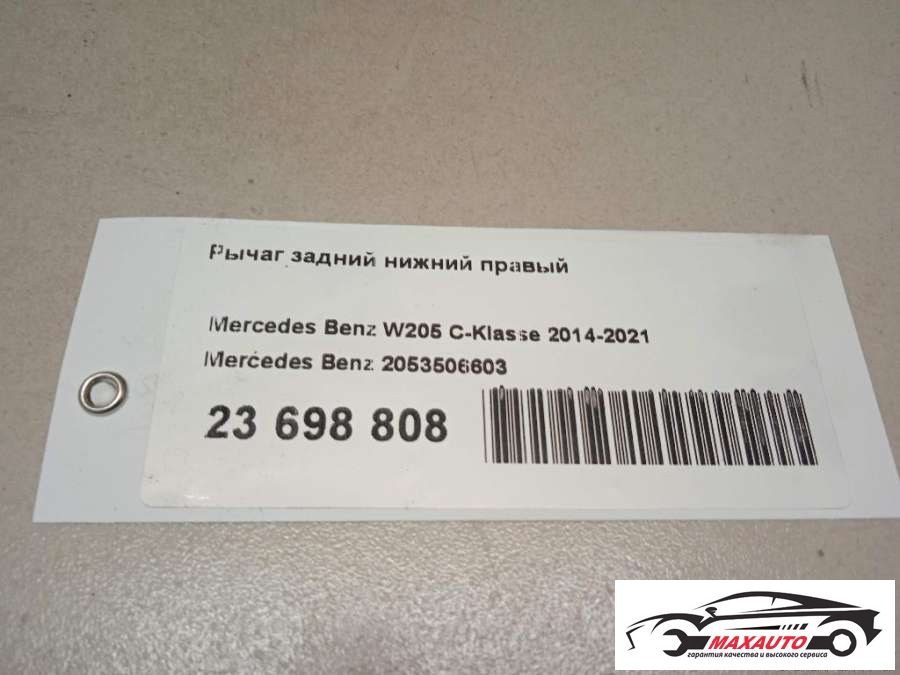 Рычаг задний нижний правый
Mercedes Benz W205 C-Klasse 2014-2021
Mercedes Benz 2053506603
23 698 808
MAXAUTO
гарантия качества и высокого сервиса